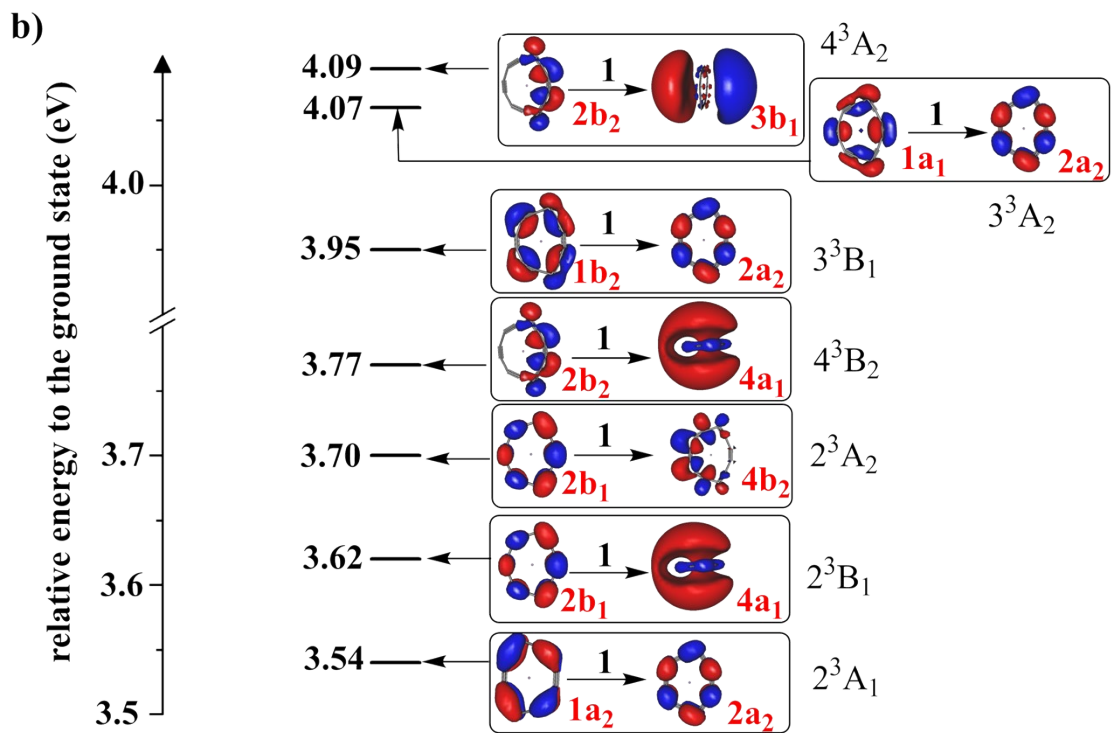 b)
relative energy to the ground state (eV)
4.0
3.7
3.6
3.5
4.09
1
2b2
3b1
4³A2
4.07
1
1a1
2a2
3³A2
3.95
1
1b2
2a2
3³B1
3.77
1
2b2
4a1
4³B2
3.70
1
2b1
4b2
2³A2
3.62
1
2b1
4a1
2³B1
3.54
1
1a2
2a2
2³A1